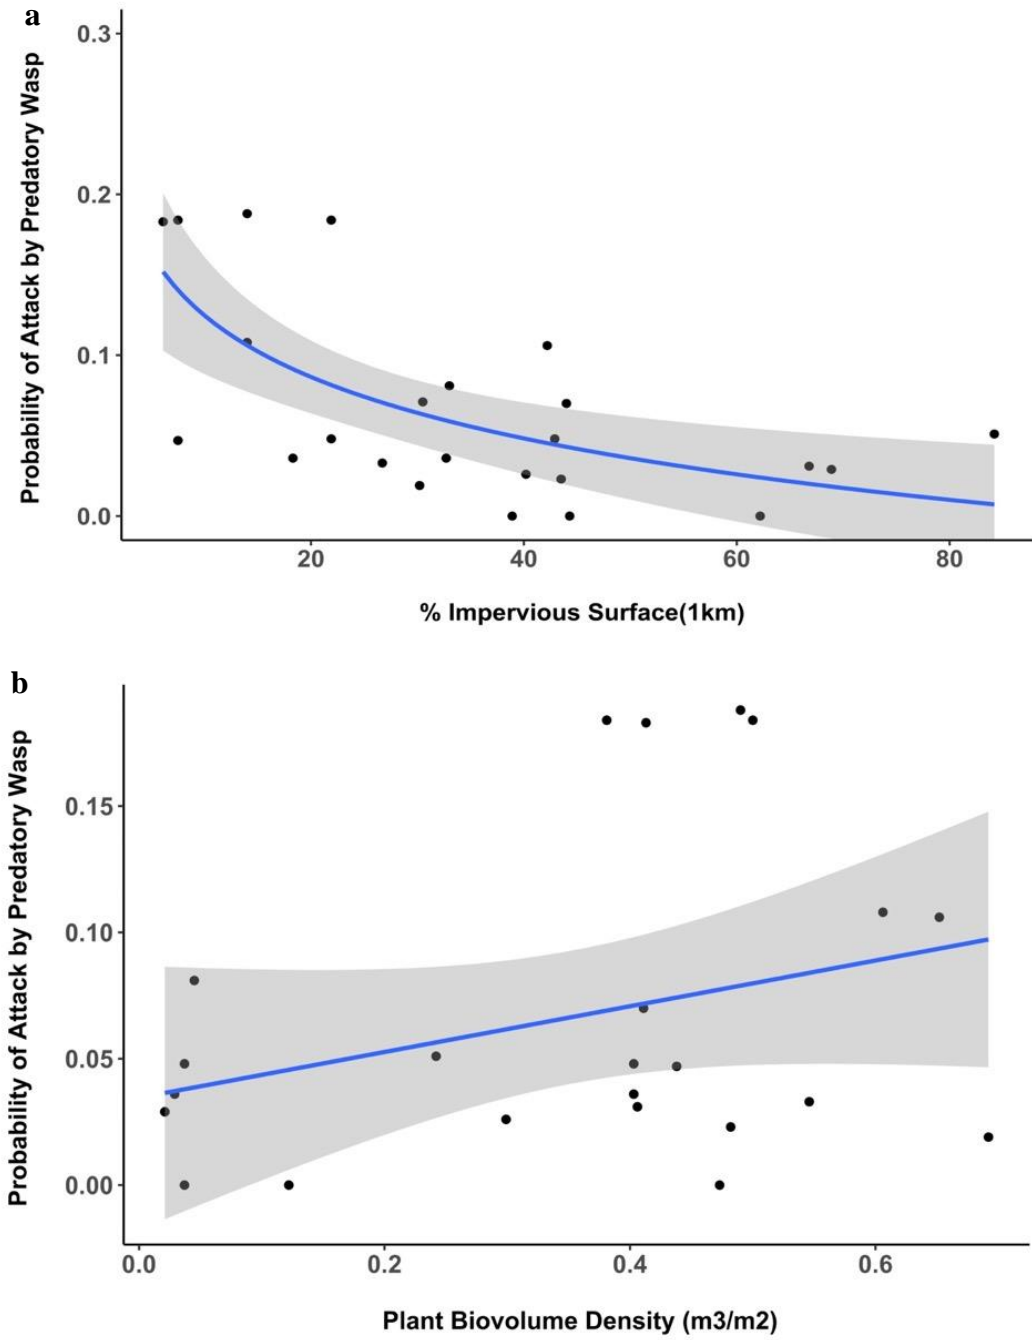 a
Probability of Attack by Predatory Wasp
0.3
0.2
0.1
0.0
20 40 60 80
% Impervious Surface(1km)
b
Probability of Attack by Predatory Wasp
0.15
0.10
0.05
0.00
0.0 0.2 0.4 0.6
Plant Biovolume Density (m3/m2)